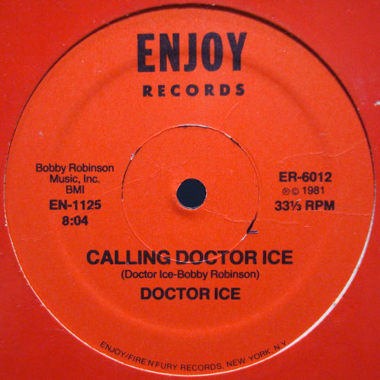 ENJOY
RECORDS
Bobby Robinson
Music, Inc.
BMI
EN-1125
8:04
ER-6012
℗ © 1981
33⅓ RPM
CALLING DOCTOR ICE
(Doctor Ice-Bobby Robinson)
DOCTOR ICE
ENJOY/FIRE'N'FURY RECORDS, NEW YORK, N.Y.